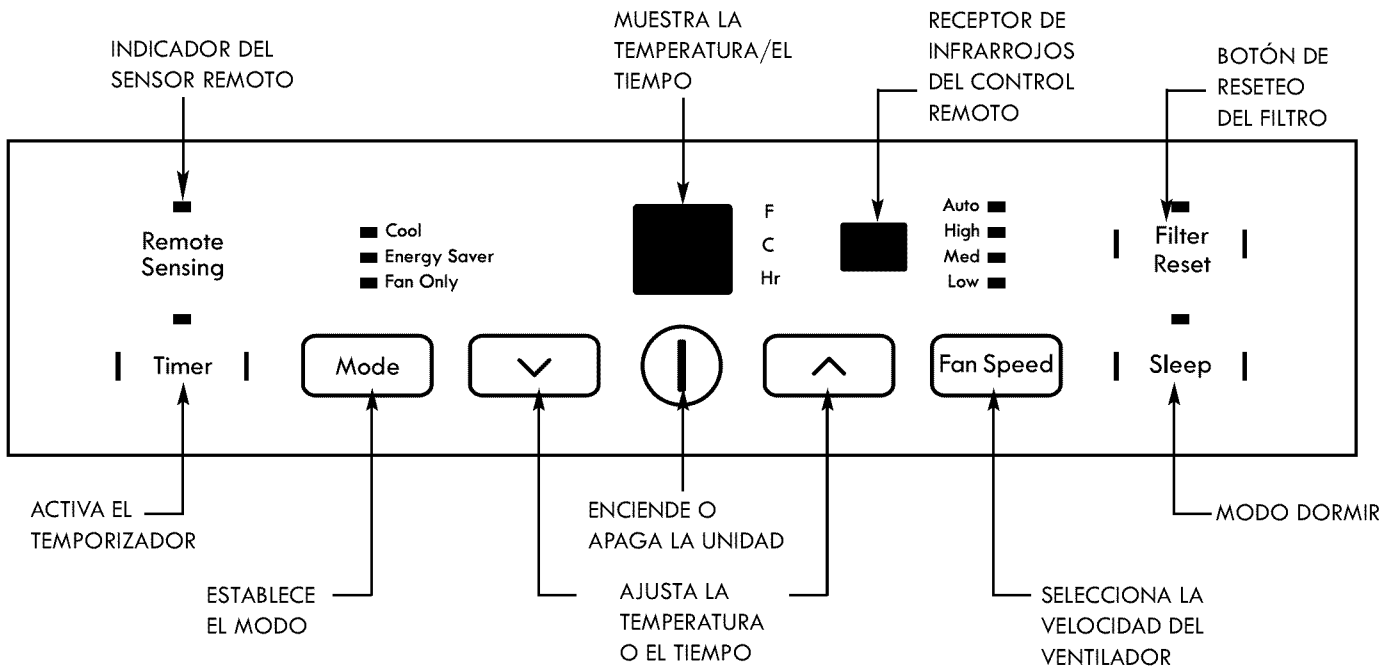 INDICADOR DEL
SENSOR REMOTO
MUESTRA LA
TEMPERATURA/EL
TIEMPO
RECEPTOR DE
INFRARROJOS
DEL CONTROL
REMOTO
BOTÓN DE
RESETEO
DEL FILTRO
Remote
Sensing
Cool
Energy Saver
Fan Only
F
C
Hr
Auto
High
Med
Low
Filter
Reset
Timer
Mode
Fan Speed
Sleep
ACTIVA EL
TEMPORIZADOR
ESTABLECE
EL MODO
ENCIENDE O
APAGA LA UNIDAD
AJUSTA LA
TEMPERATURA
O EL TIEMPO
SELECCIONA LA
VELOCIDAD DEL
VENTILADOR
MODO DORMIR